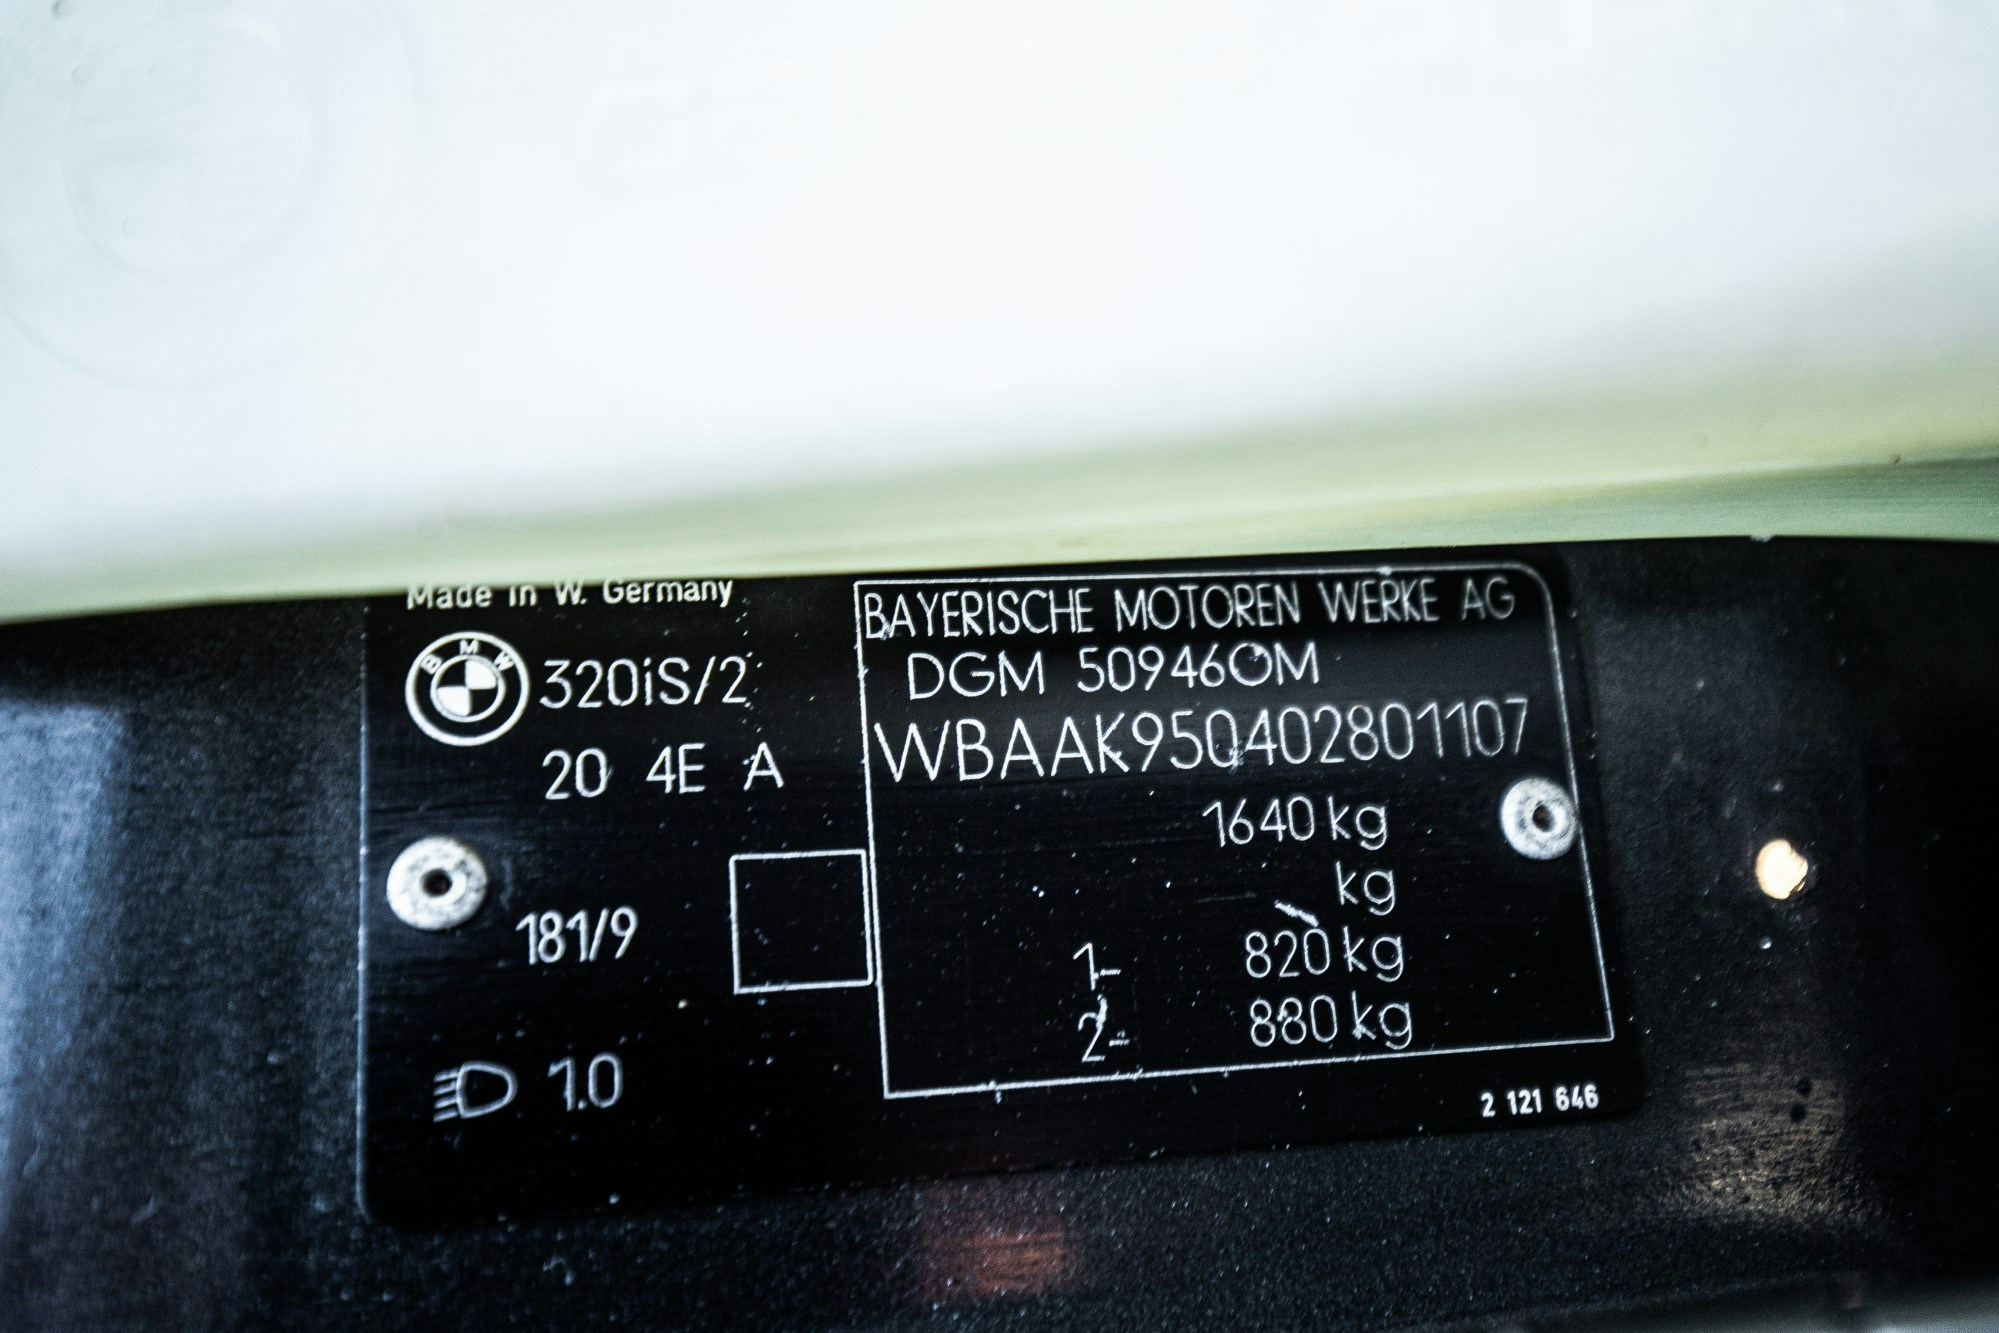 Made in W. Germany
BMW 320iS/2
20 4E A
181/9
1.0
BAYERISCHE MOTOREN WERKE AG
DGM 509460M
WBAAK950402801107
1640 kg
kg
1- 820 kg
2- 880 kg
2 121 646